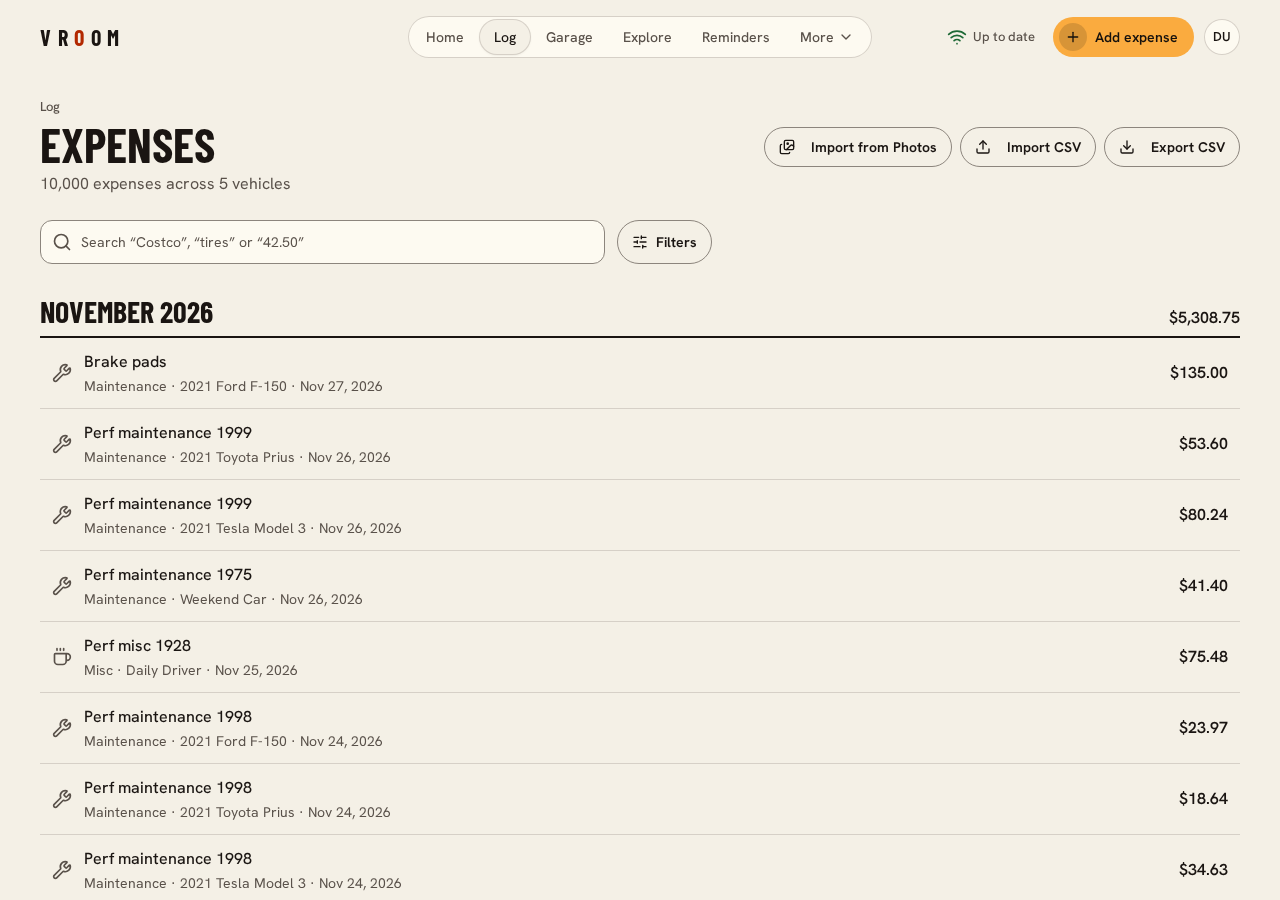 VROOM
Home Log Garage Explore Reminders More
Up to date
Add expense
DU
Log
EXPENSES
10,000 expenses across 5 vehicles
Import from Photos
Import CSV
Export CSV
Search “Costco”, “tires” or “42.50”
Filters
NOVEMBER 2026
$5,308.75
Brake pads
Maintenance · 2021 Ford F-150 · Nov 27, 2026
$135.00
Perf maintenance 1999
Maintenance · 2021 Toyota Prius · Nov 26, 2026
$53.60
Perf maintenance 1999
Maintenance · 2021 Tesla Model 3 · Nov 26, 2026
$80.24
Perf maintenance 1975
Maintenance · Weekend Car · Nov 26, 2026
$41.40
Perf misc 1928
Misc · Daily Driver · Nov 25, 2026
$75.48
Perf maintenance 1998
Maintenance · 2021 Ford F-150 · Nov 24, 2026
$23.97
Perf maintenance 1998
Maintenance · 2021 Toyota Prius · Nov 24, 2026
$18.64
Perf maintenance 1998
Maintenance · 2021 Tesla Model 3 · Nov 24, 2026
$34.63